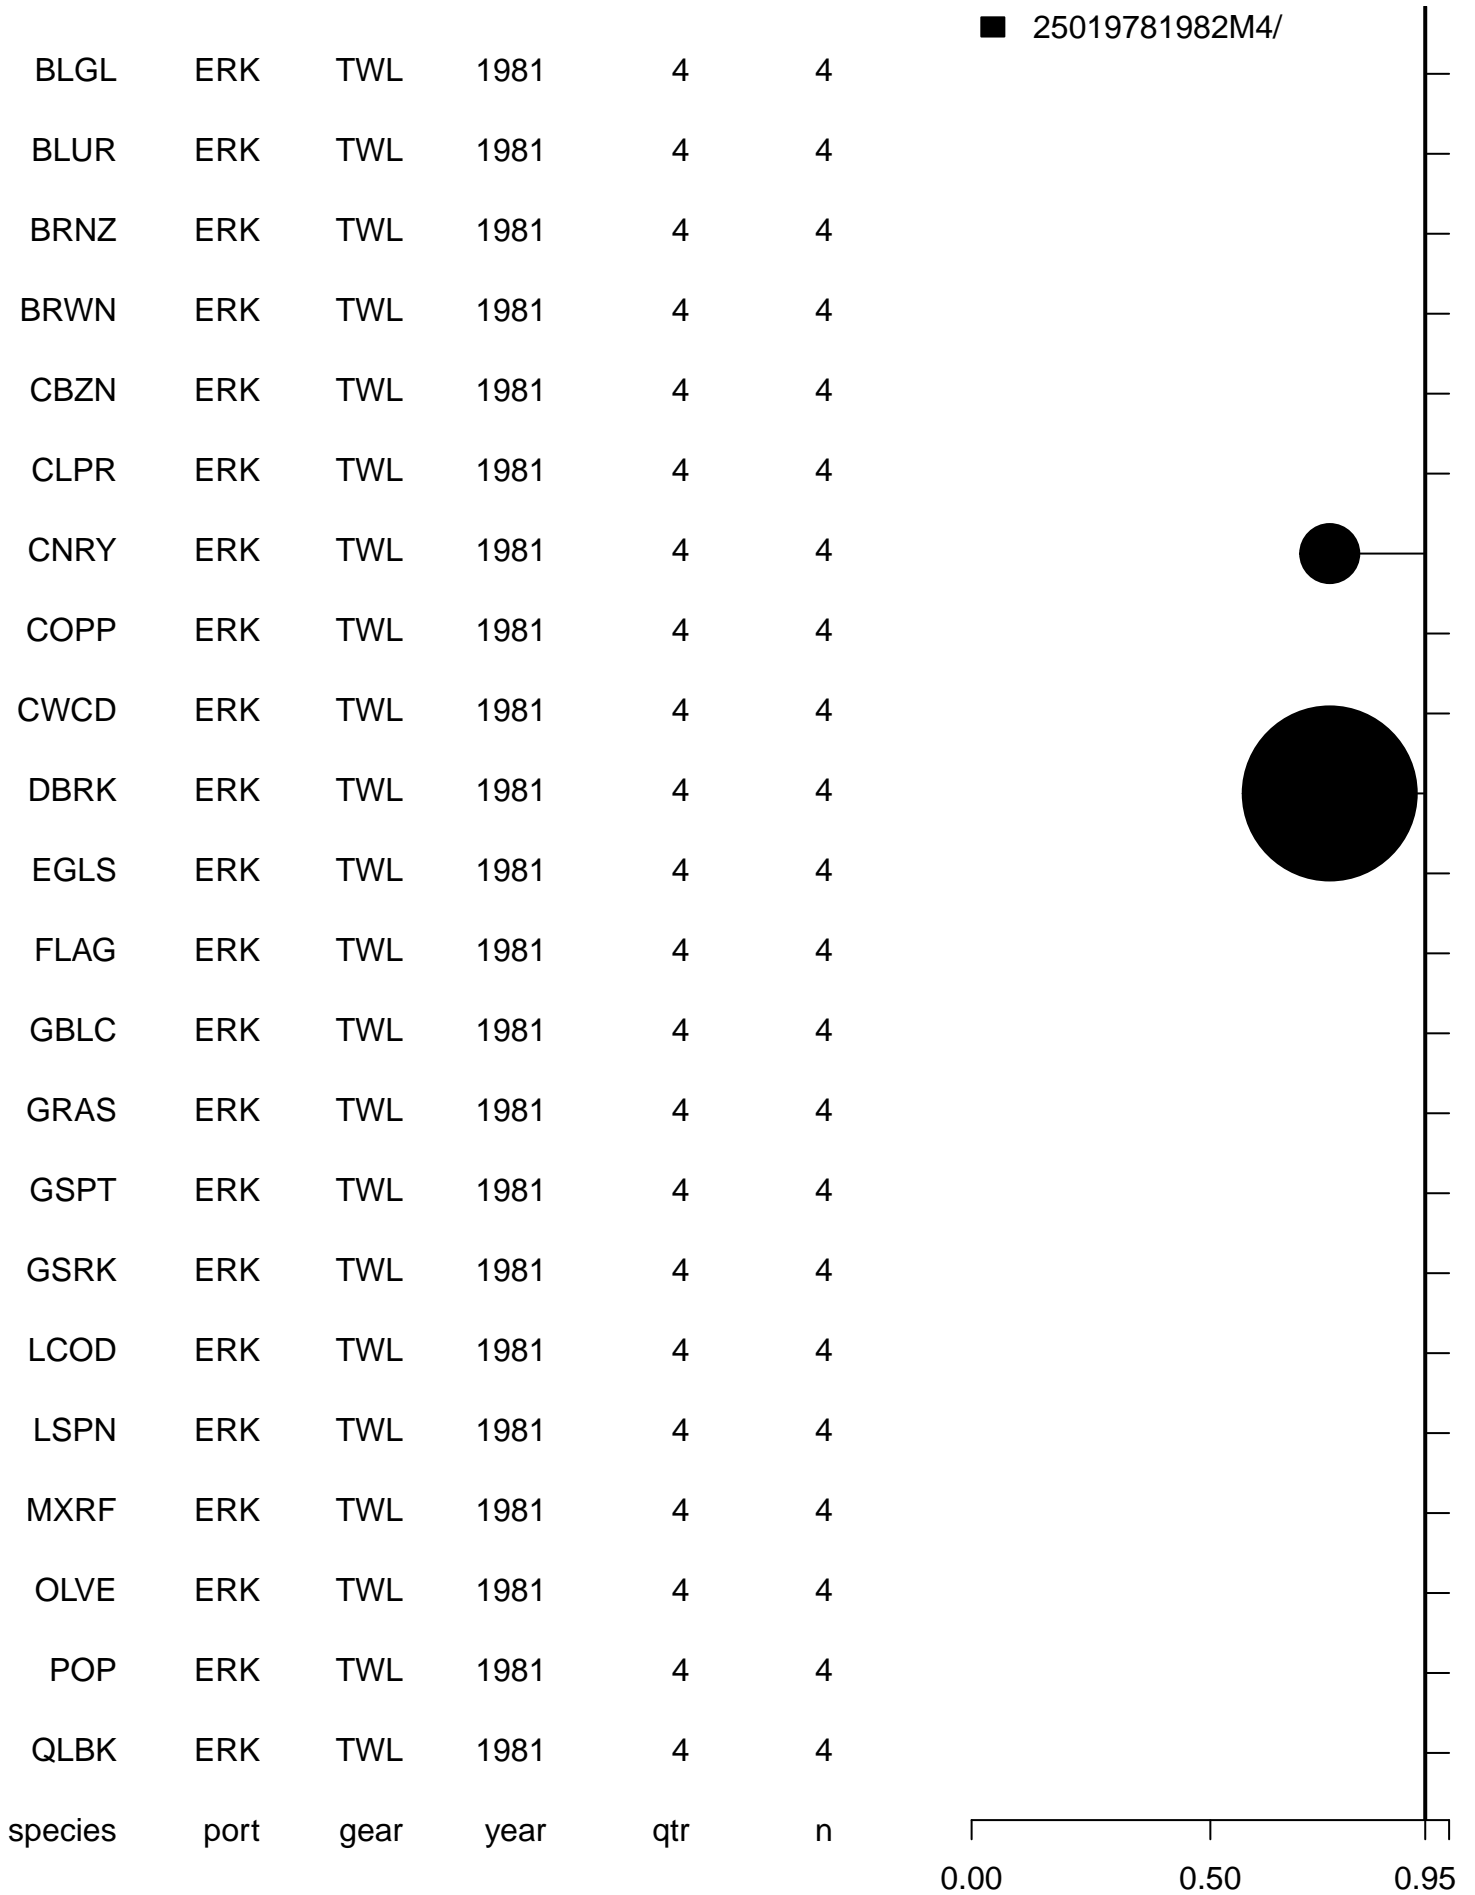 25019781982M4/
BLGL ERK TWL 1981 4 4
BLUR ERK TWL 1981 4 4
BRNZ ERK TWL 1981 4 4
BRWN ERK TWL 1981 4 4
CBZN ERK TWL 1981 4 4
CLPR ERK TWL 1981 4 4
CNRY ERK TWL 1981 4 4
COPP ERK TWL 1981 4 4
CWCD ERK TWL 1981 4 4
DBRK ERK TWL 1981 4 4
EGLS ERK TWL 1981 4 4
FLAG ERK TWL 1981 4 4
GBLC ERK TWL 1981 4 4
GRAS ERK TWL 1981 4 4
GSPT ERK TWL 1981 4 4
GSRK ERK TWL 1981 4 4
LCOD ERK TWL 1981 4 4
LSPN ERK TWL 1981 4 4
MXRF ERK TWL 1981 4 4
OLVE ERK TWL 1981 4 4
POP ERK TWL 1981 4 4
QLBK ERK TWL 1981 4 4
species port gear year qtr n
0.00 0.50 0.95